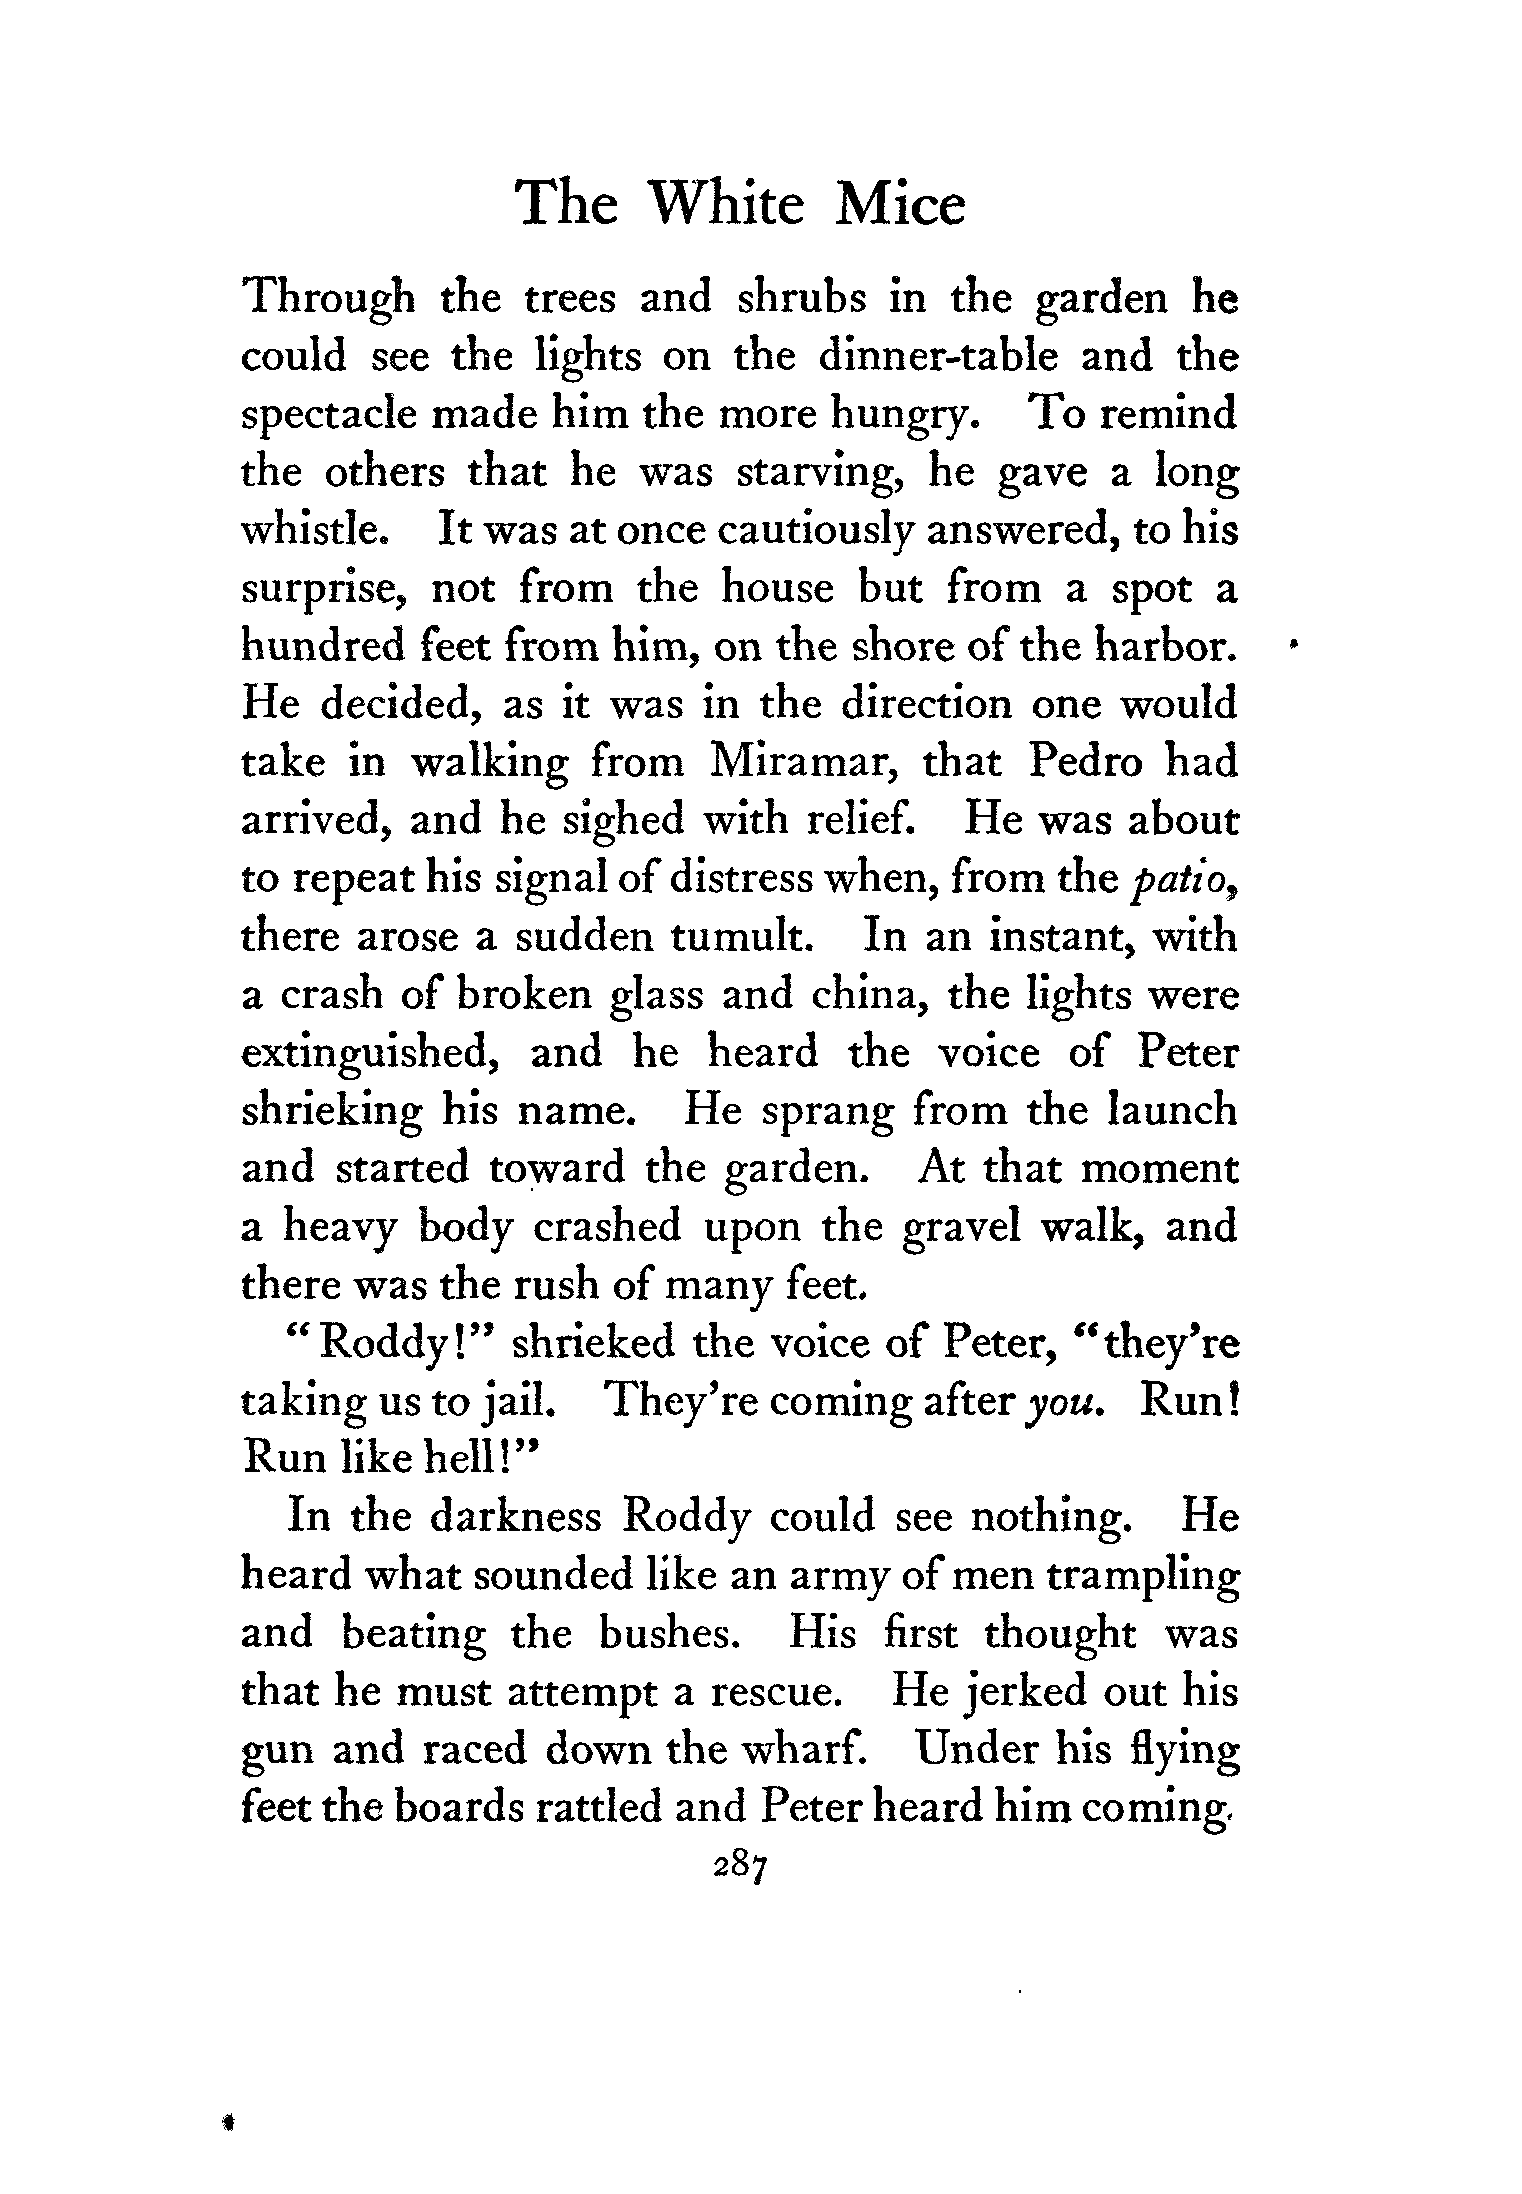 The White Mice
Through the trees and shrubs in the garden he
could see the lights on the dinner-table and the
spectacle made him the more hungry. To remind
the others that he was starving, he gave a long
whistle. It was at once cautiously answered, to his
surprise, not from the house but from a spot a
hundred feet from him, on the shore of the harbor.
He decided, as it was in the direction one would
take in walking from Miramar, that Pedro had
arrived, and he sighed with relief. He was about
to repeat his signal of distress when, from the patio,
there arose a sudden tumult. In an instant, with
a crash of broken glass and china, the lights were
extinguished, and he heard the voice of Peter
shrieking his name. He sprang from the launch
and started toward the garden. At that moment
a heavy body crashed upon the gravel walk, and
there was the rush of many feet.
“Roddy!” shrieked the voice of Peter, “they’re
taking us to jail. They’re coming after you. Run!
Run like hell!”
In the darkness Roddy could see nothing. He
heard what sounded like an army of men trampling
and beating the bushes. His first thought was
that he must attempt a rescue. He jerked out his
gun and raced down the wharf. Under his flying
feet the boards rattled and Peter heard him coming.
287